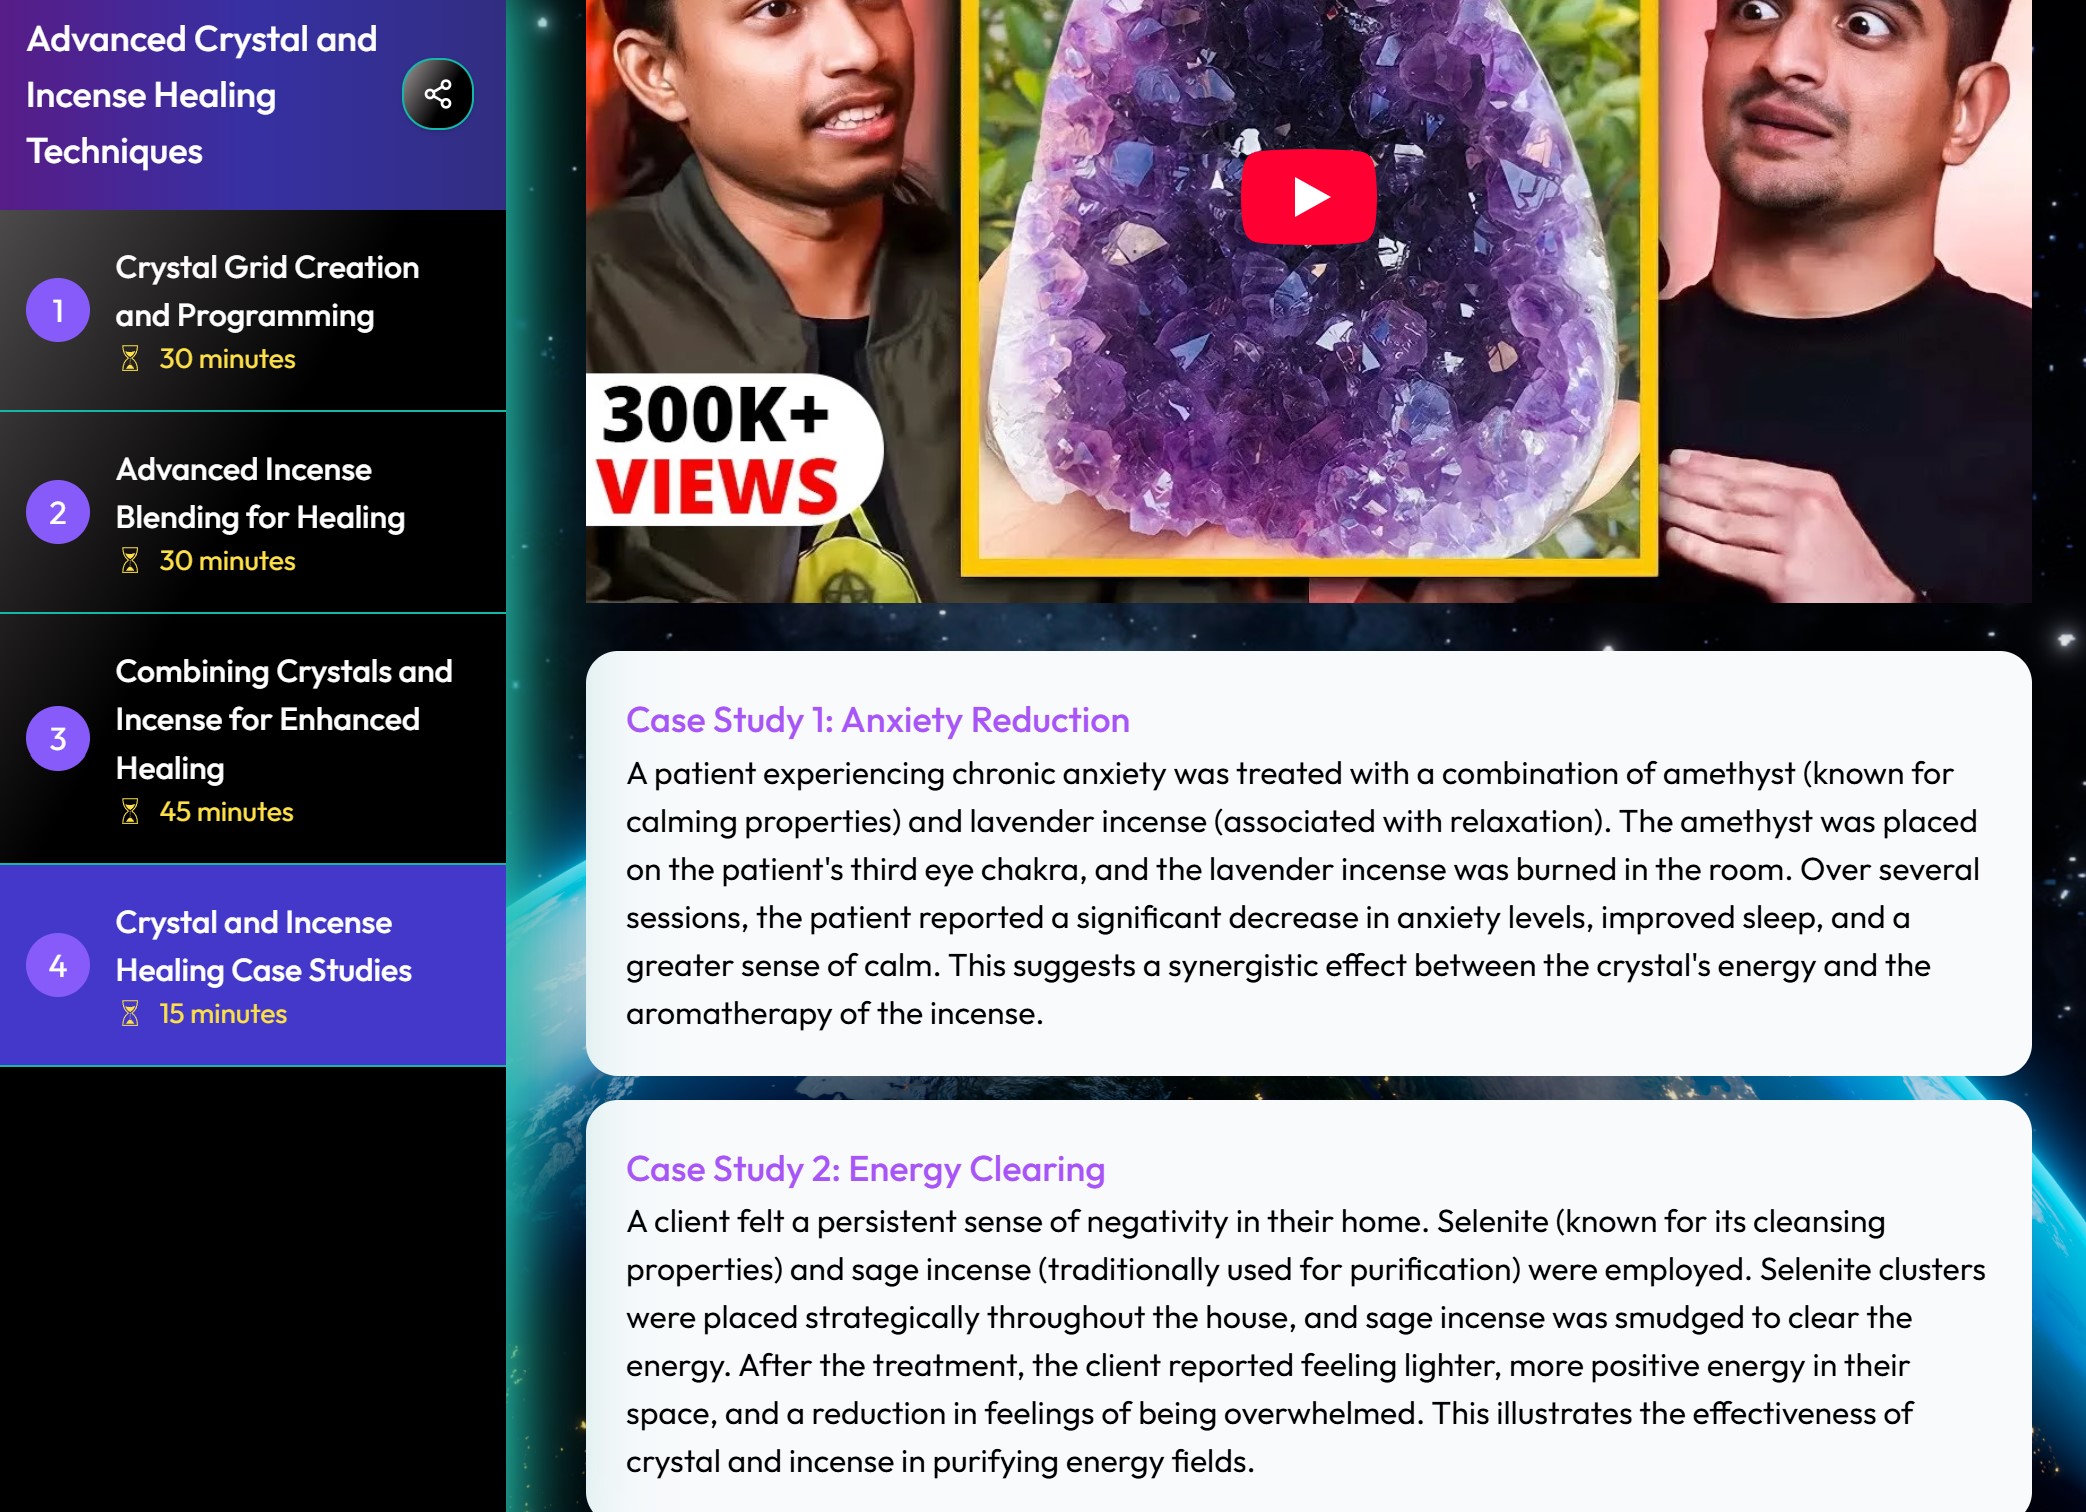 Advanced Crystal and
Incense Healing
Techniques
1
Crystal Grid Creation
and Programming
30 minutes
2
Advanced Incense
Blending for Healing
30 minutes
3
Combining Crystals and
Incense for Enhanced
Healing
45 minutes
4
Crystal and Incense
Healing Case Studies
15 minutes
300K+
VIEWS
Case Study 1: Anxiety Reduction
A patient experiencing chronic anxiety was treated with a combination of amethyst (known for
calming properties) and lavender incense (associated with relaxation). The amethyst was placed
on the patient's third eye chakra, and the lavender incense was burned in the room. Over several
sessions, the patient reported a significant decrease in anxiety levels, improved sleep, and a
greater sense of calm. This suggests a synergistic effect between the crystal's energy and the
aromatherapy of the incense.
Case Study 2: Energy Clearing
A client felt a persistent sense of negativity in their home. Selenite (known for its cleansing
properties) and sage incense (traditionally used for purification) were employed. Selenite clusters
were placed strategically throughout the house, and sage incense was smudged to clear the
energy. After the treatment, the client reported feeling lighter, more positive energy in their
space, and a reduction in feelings of being overwhelmed. This illustrates the effectiveness of
crystal and incense in purifying energy fields.